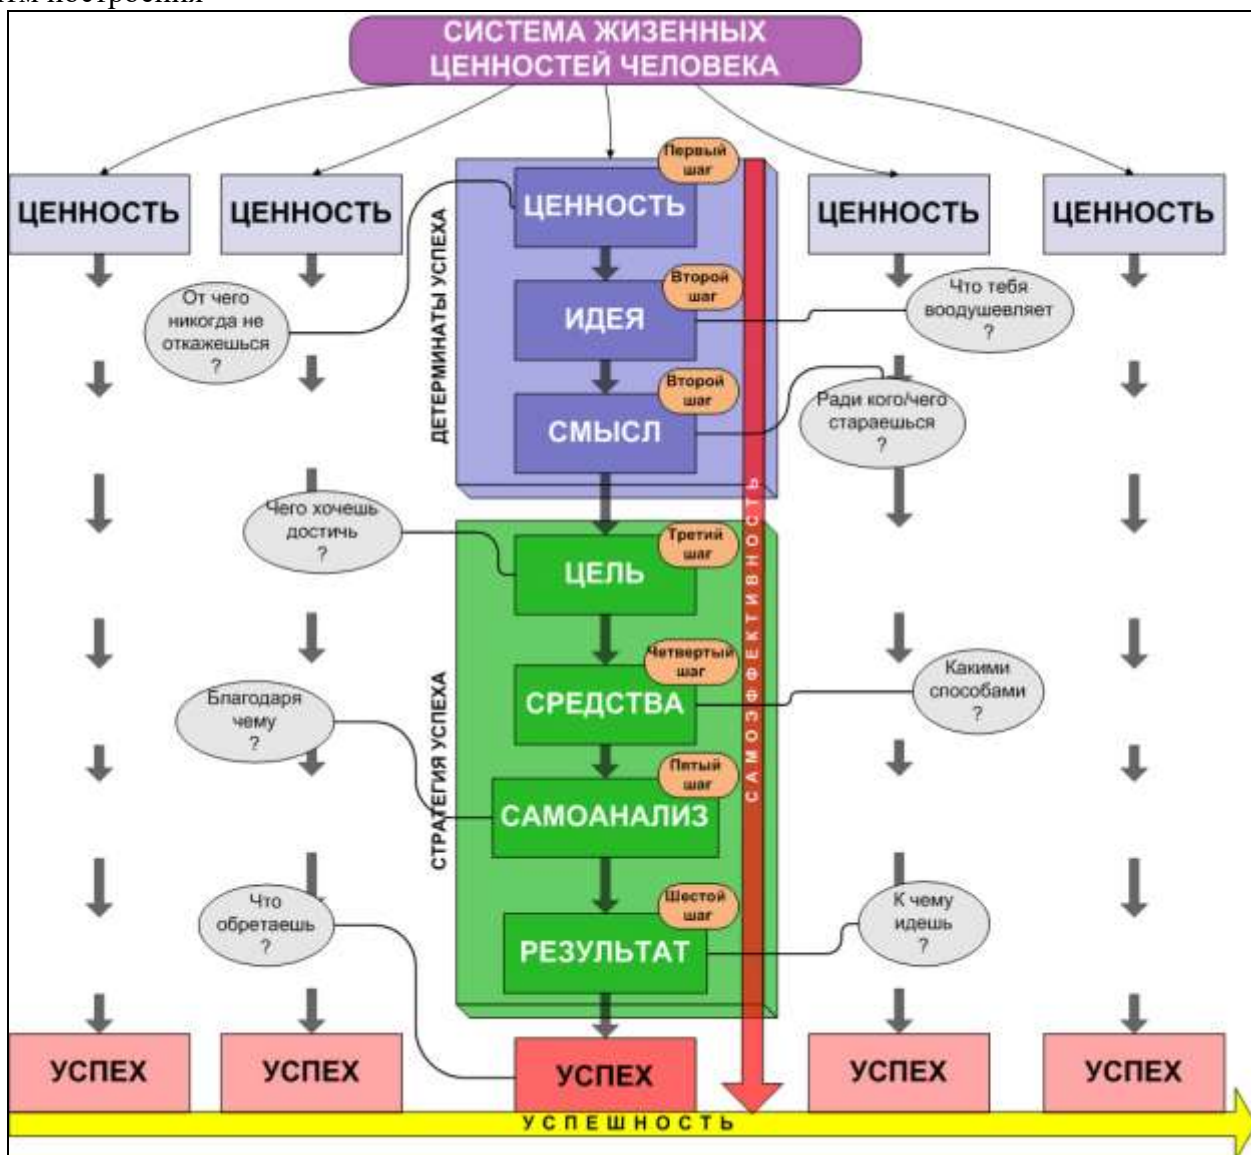 построения
СИСТЕМА ЖИЗЕННЫХ
ЦЕННОСТЕЙ ЧЕЛОВЕКА
Первый
шаг
ЦЕННОСТЬ
ЦЕННОСТЬ
ЦЕННОСТЬ
ЦЕННОСТЬ
ЦЕННОСТЬ
ДЕТЕРМИНАТЫ УСПЕХА
От чего
никогда не
откажешься
?
Второй
шаг
ИДЕЯ
Что тебя
воодушевляет
?
Второй
шаг
СМЫСЛ
Ради кого/чего
стараешься
?
САМОЭФФЕКТИВНОСТЬ
Чего хочешь
достичь
?
Третий
шаг
ЦЕЛЬ
СТРАТЕГИЯ УСПЕХА
Четвертый
шаг
СРЕДСТВА
Какими
способами
?
Благодаря
чему
?
Пятый
шаг
САМОАНАЛИЗ
Что
обретаешь
?
Шестой
шаг
РЕЗУЛЬТАТ
К чему
идешь
?
УСПЕХ
УСПЕХ
УСПЕХ
УСПЕХ
УСПЕХ
УСПЕШНОСТЬ